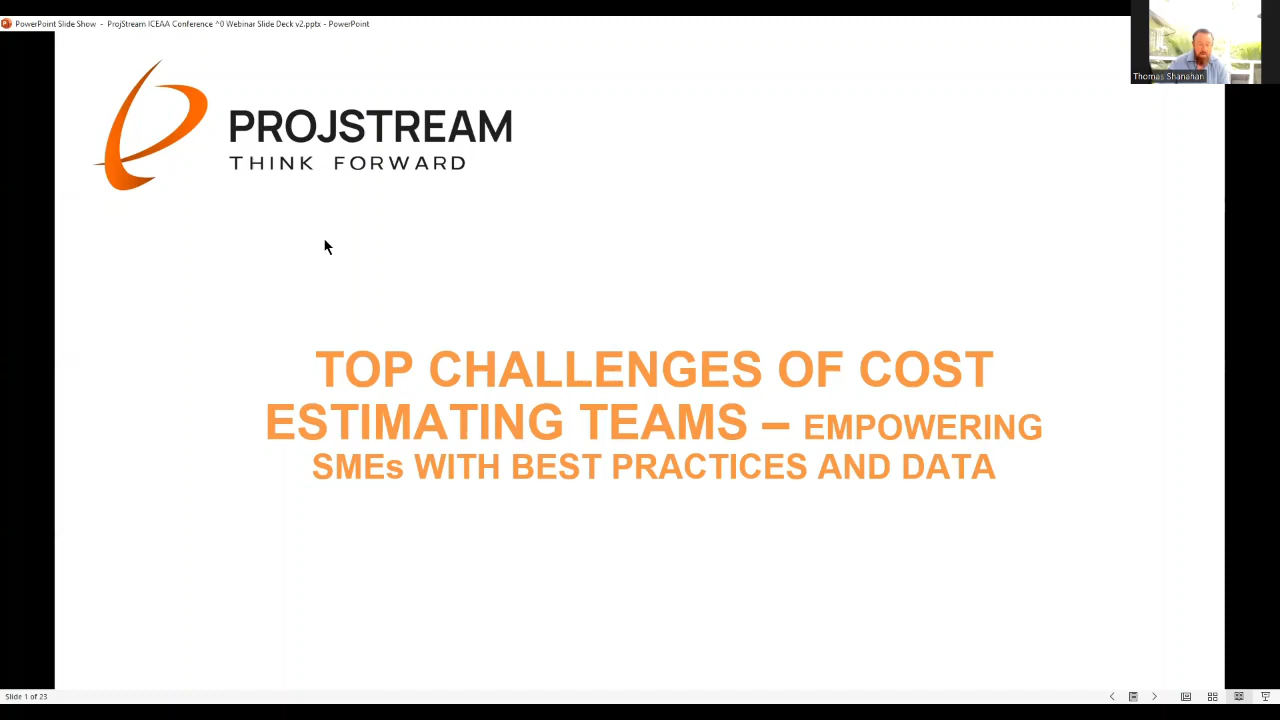 PowerPoint Slide Show - ProjStream ICEAA Conference ^0 Webinar Slide Deck v2.pptx - PowerPoint
Thomas Shanahan
PROJSTREAM
THINK FORWARD
TOP CHALLENGES OF COST
ESTIMATING TEAMS – EMPOWERING
SMEs WITH BEST PRACTICES AND DATA
Slide 1 of 23